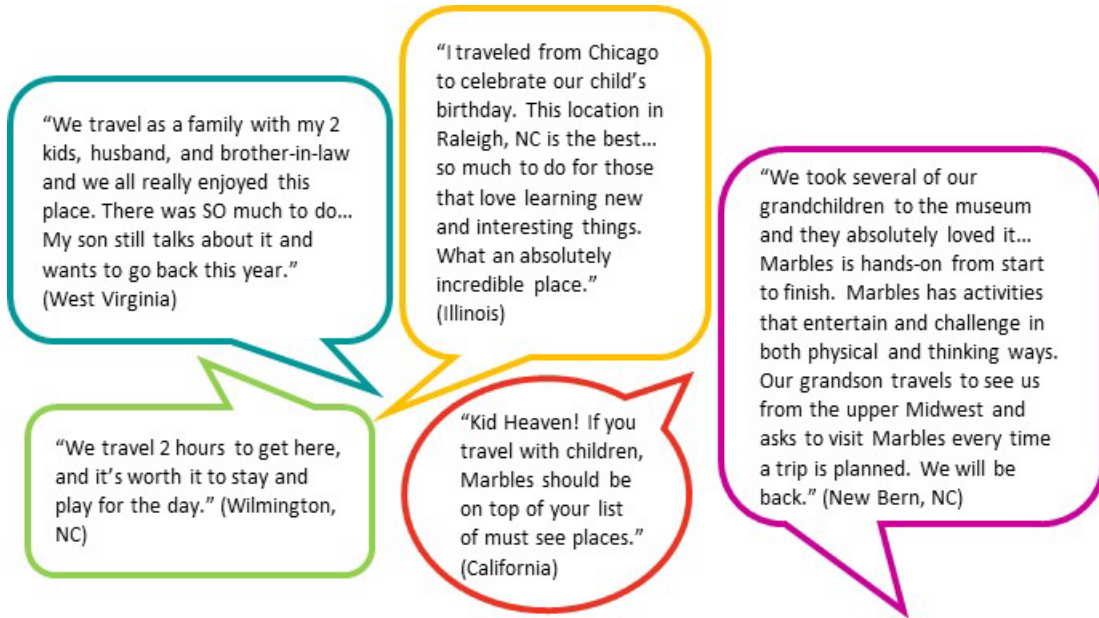 “We travel as a family with my 2
kids, husband, and brother-in-law
and we all really enjoyed this
place. There was SO much to do...
My son still talks about it and
wants to go back this year.”
(West Virginia)
“I traveled from Chicago
to celebrate our child’s
birthday. This location in
Raleigh, NC is the best...
so much to do for those
that love learning new
and interesting things.
What an absolutely
incredible place.”
(Illinois)
“We took several of our
grandchildren to the museum
and they absolutely loved it...
Marbles is hands-on from start
to finish.  Marbles has activities
that entertain and challenge in
both physical and thinking ways.
Our grandson travels to see us
from the upper Midwest and
asks to visit Marbles every time
a trip is planned. We will be
back.” (New Bern, NC)
“We travel 2 hours to get here,
and it’s worth it to stay and
play for the day.” (Wilmington,
NC)
“Kid Heaven! If you
travel with children,
Marbles should be
on top of your list
of must see places.”
(California)